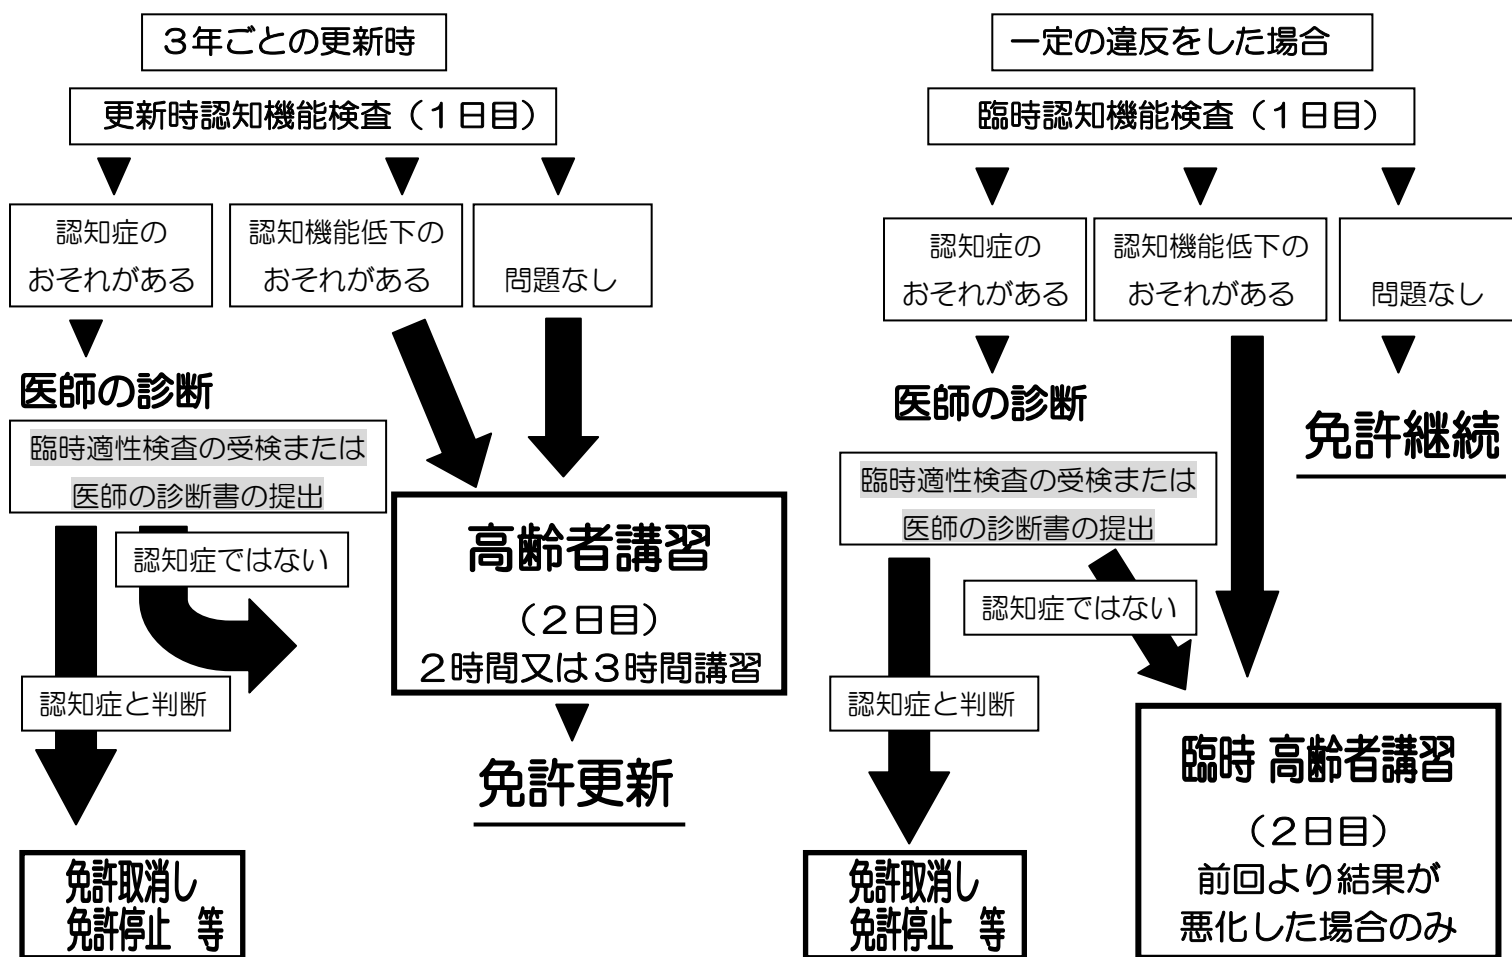 ３年ごとの更新時
更新時認知機能検査（１日目）
認知症の
おそれがある
認知機能低下の
おそれがある
問題なし
医師の診断
臨時適性検査の受検または
医師の診断書の提出
認知症ではない
認知症と判断
免許取消し
免許停止　等
高齢者講習
（２日目）
２時間又は３時間講習
免許更新
一定の違反をした場合
臨時認知機能検査（１日目）
認知症の
おそれがある
認知機能低下の
おそれがある
問題なし
医師の診断
免許継続
臨時適性検査の受検または
医師の診断書の提出
認知症ではない
認知症と判断
免許取消し
免許停止　等
臨時 高齢者講習
（２日目）
前回より結果が
悪化した場合のみ